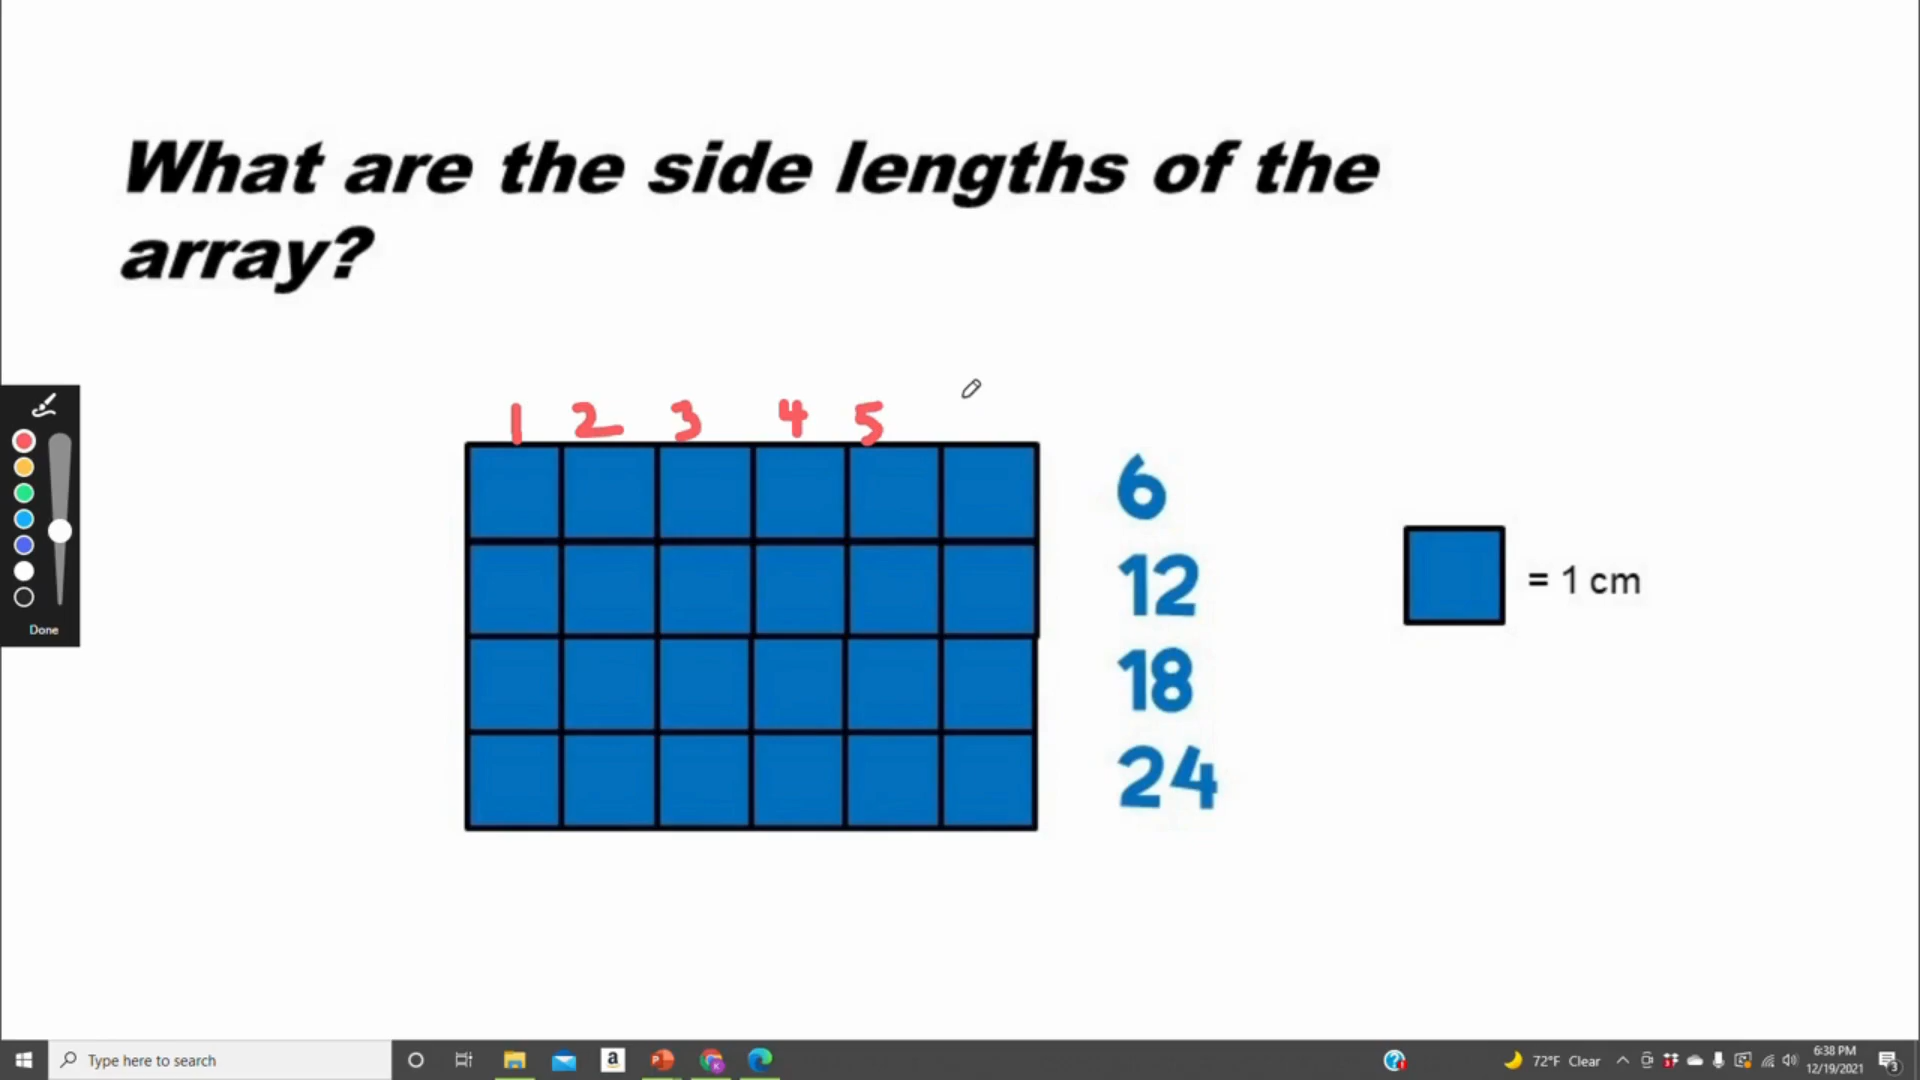 What are the side lengths of the
array?
1 2 3 4 5
6
12
18
24
= 1 cm
Done
Type here to search
72°F Clear
6:38 PM
12/19/2021
3